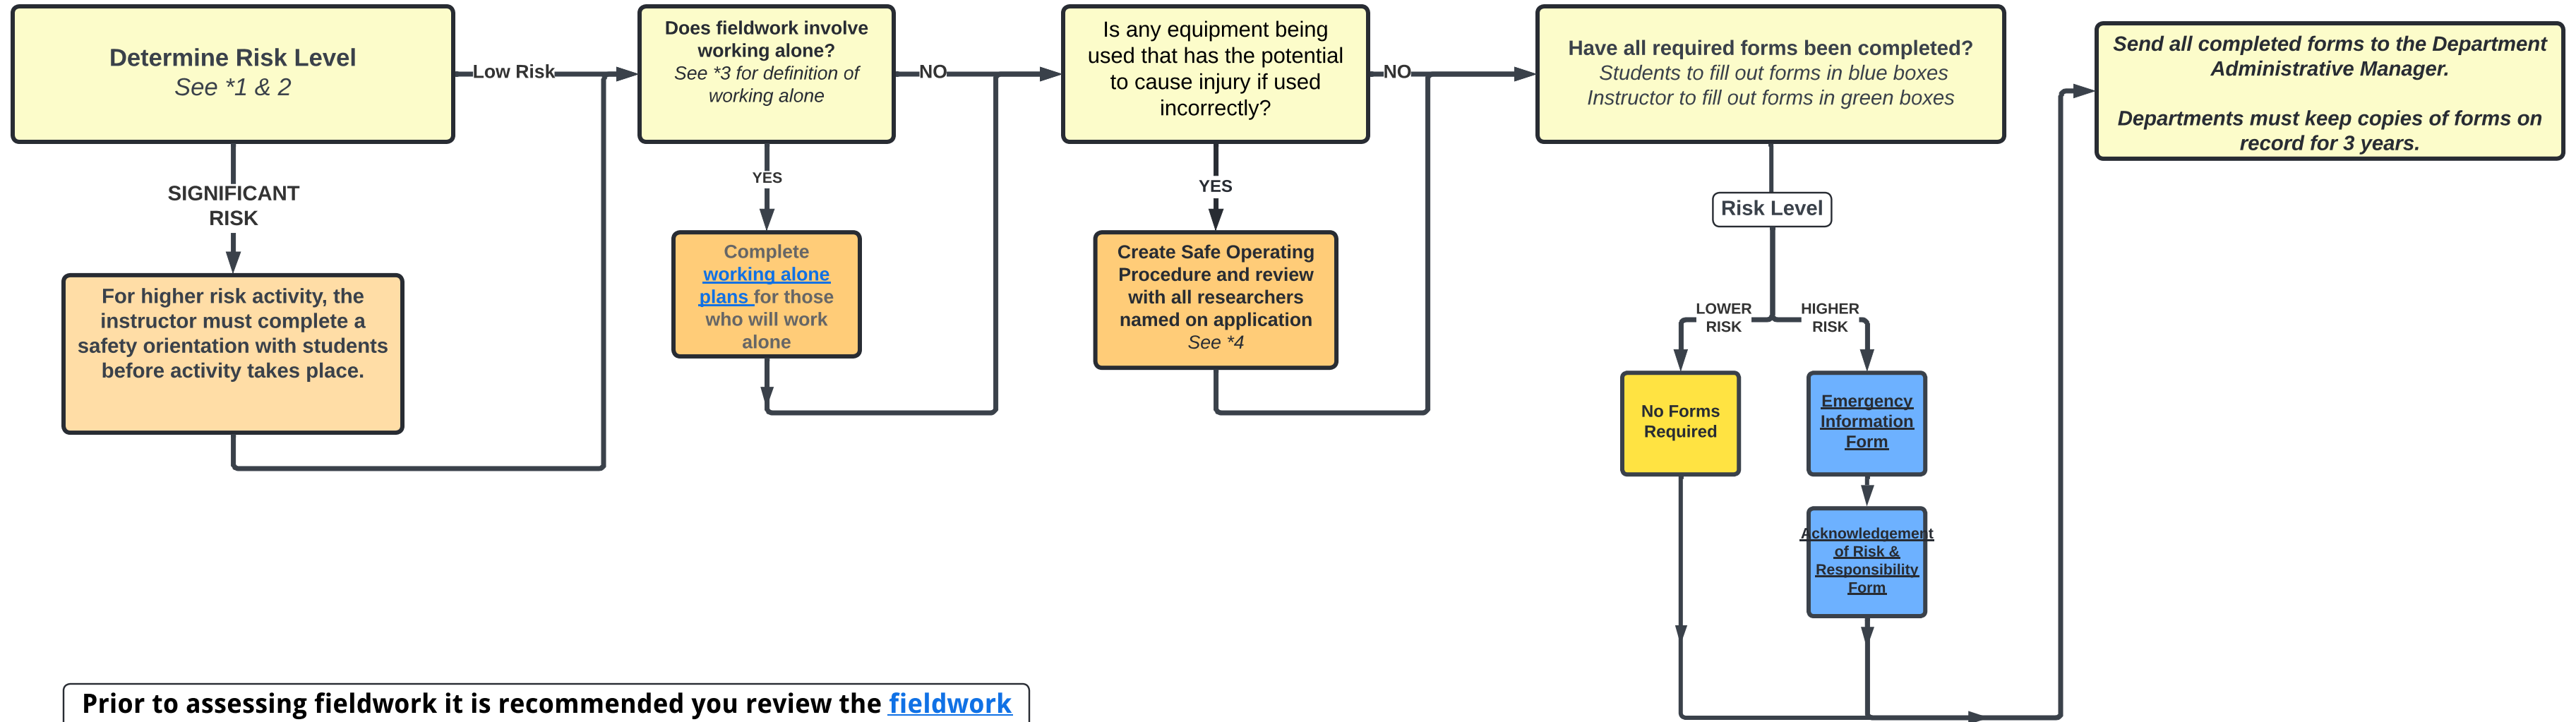 Determine Risk Level
See *1 & 2
Low Risk
SIGNIFICANT
RISK
For higher risk activity, the
instructor must complete a
safety orientation with students
before activity takes place.
Does fieldwork involve
working alone?
See *3 for definition of
working alone
NO
YES
Complete
working alone
plans for those
who will work
alone
Is any equipment being
used that has the potential
to cause injury if used
incorrectly?
NO
YES
Create Safe Operating
Procedure and review
with all researchers
named on application
See *4
Have all required forms been completed?
Students to fill out forms in blue boxes
Instructor to fill out forms in green boxes
Risk Level
LOWER
RISK
HIGHER
RISK
No Forms
Required
Emergency
Information
Form
Acknowledgement
of Risk &
Responsibility
Form
Send all completed forms to the Department
Administrative Manager.
Departments must keep copies of forms on
record for 3 years.
Prior to assessing fieldwork it is recommended you review the fieldwork